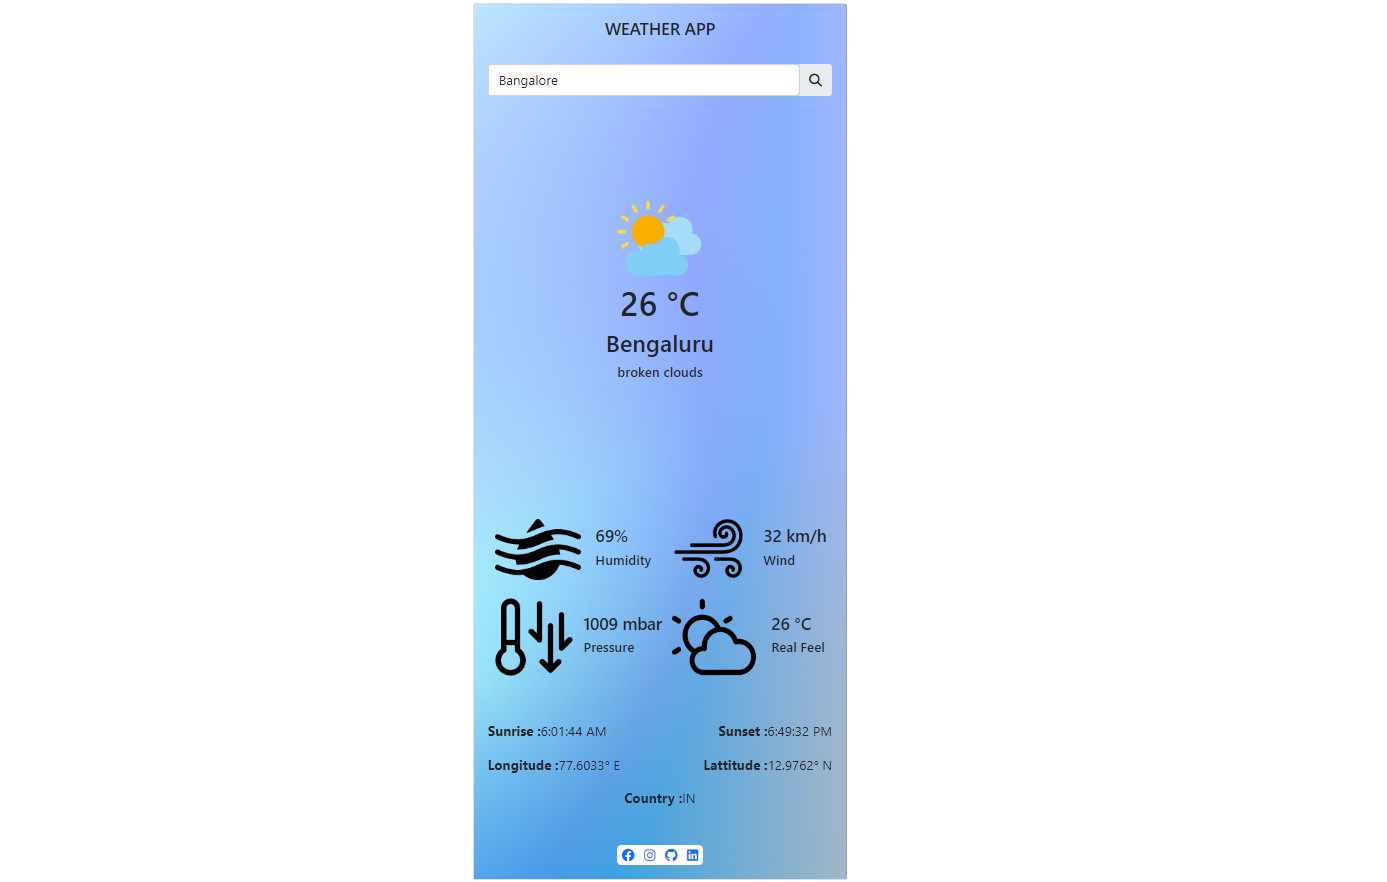 WEATHER APP
Bangalore
26 °C
Bengaluru
broken clouds
69%
Humidity
32 km/h
Wind
1009 mbar
Pressure
26 °C
Real Feel
Sunrise :6:01:44 AM
Sunset :6:49:32 PM
Longitude :77.6033° E
Lattitude :12.9762° N
Country :IN